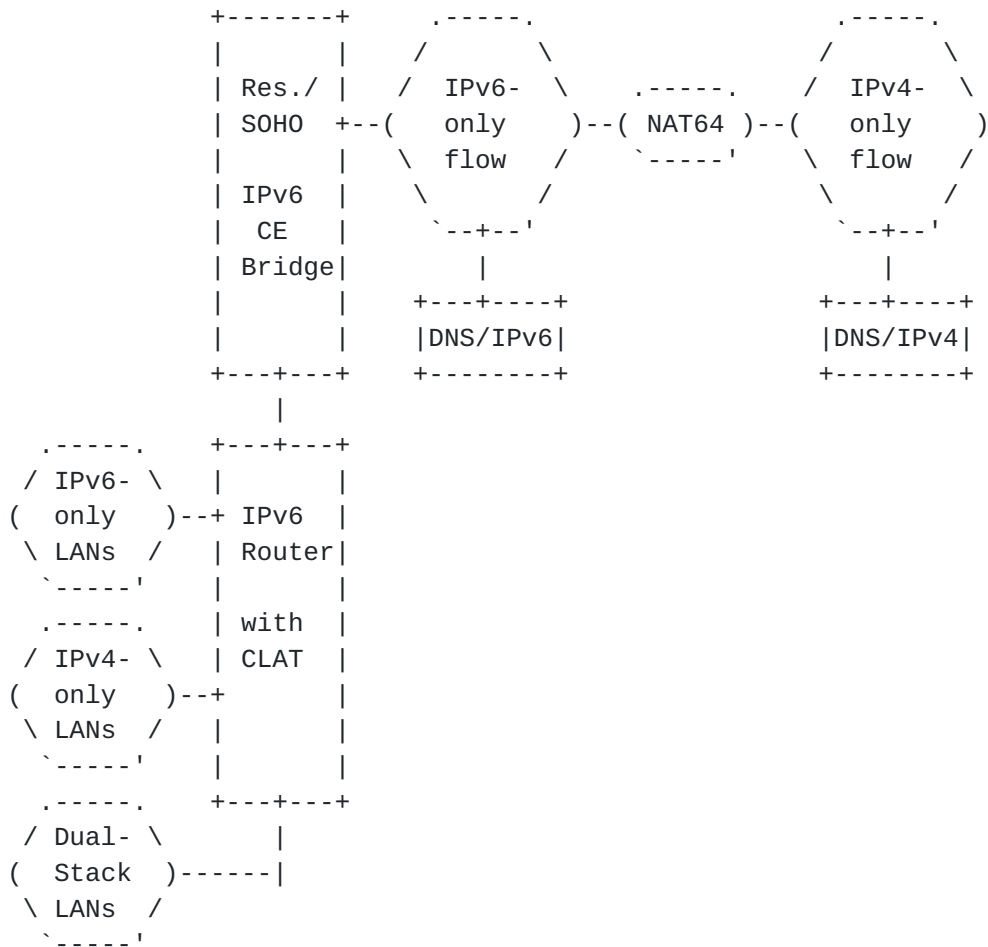 Res./
SOHO
IPv6
CE
Bridge
IPv6-
only
flow
NAT64
IPv4-
only
flow
DNS/IPv6
DNS/IPv4
IPv6-
only
LANs
IPv6
Router
with
CLAT
IPv4-
only
LANs
Dual-
Stack
LANs